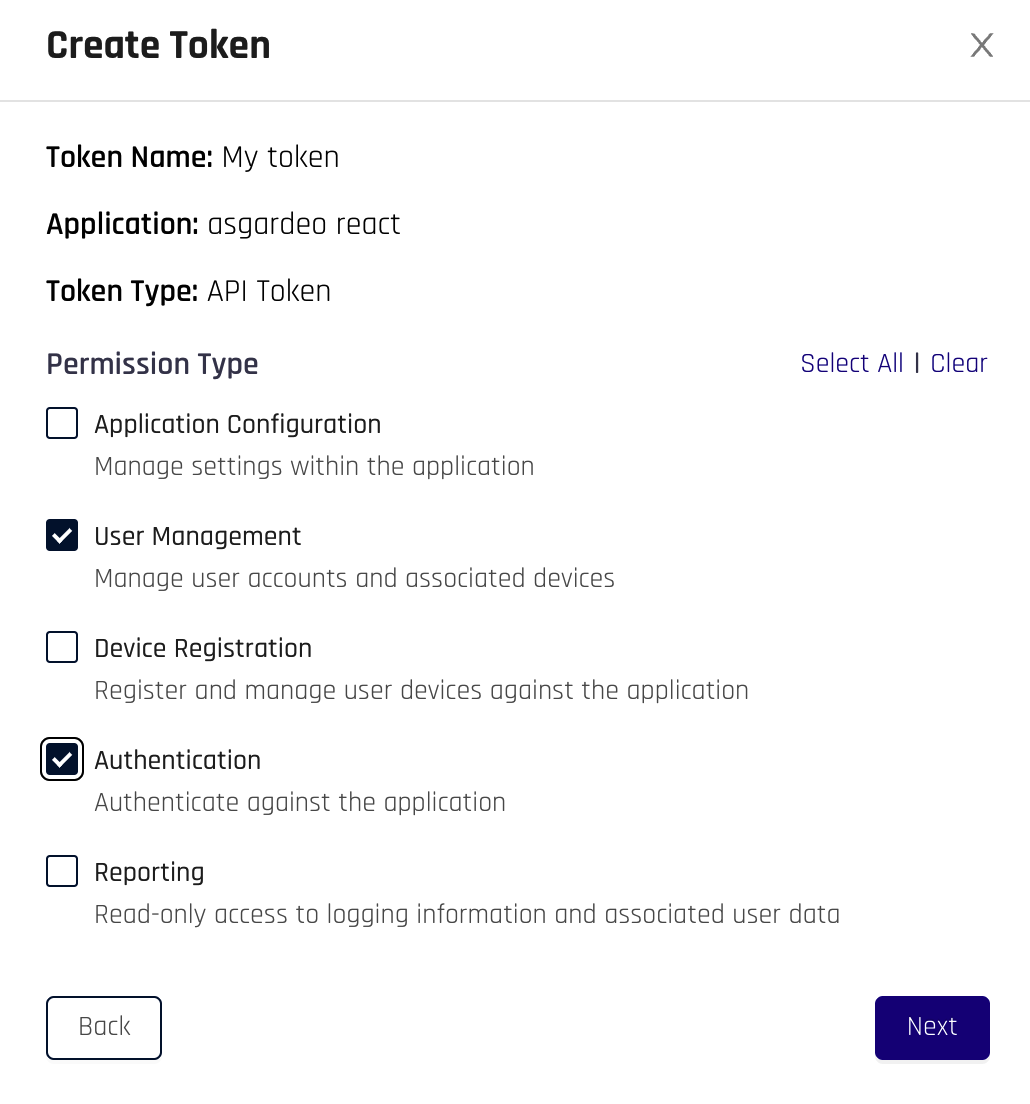 Create Token
X
Token Name: My token
Application: asgardeo react
Token Type: API Token
Permission Type
Select All | Clear
Application Configuration
Manage settings within the application
User Management
Manage user accounts and associated devices
Device Registration
Register and manage user devices against the application
Authentication
Authenticate against the application
Reporting
Read-only access to logging information and associated user data
Back
Next